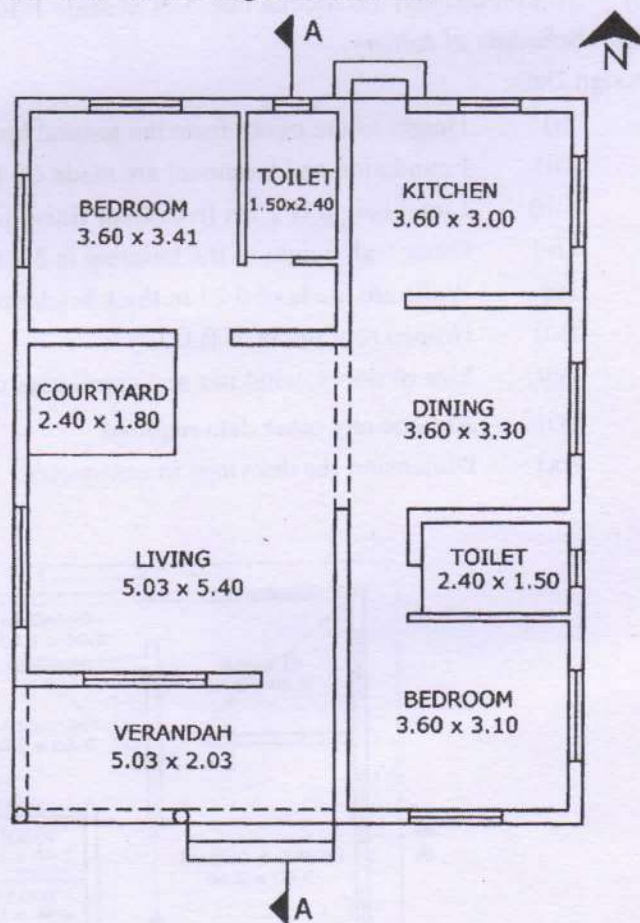 A
N
BEDROOM
3.60 x 3.41
TOILET
1.50x2.40
KITCHEN
3.60 x 3.00
COURTYARD
2.40 x 1.80
DINING
3.60 x 3.30
LIVING
5.03 x 5.40
TOILET
2.40 x 1.50
BEDROOM
3.60 x 3.10
VERANDAH
5.03 x 2.03
A